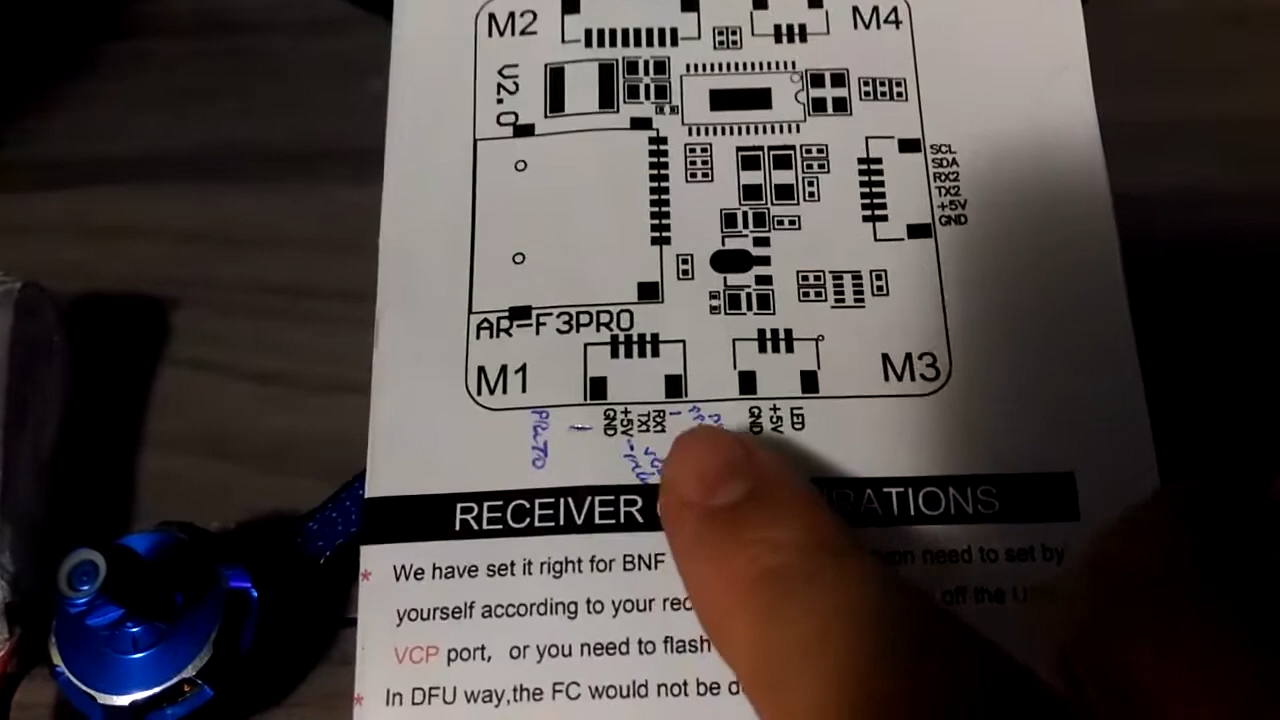 M2 M4
V2.0
SCL
SDA
RX2
TX2
+5V
GND
AR-F3PRO
M1 M3
GND +5V TX1 RX1 GND +5V LED
RECEIVER RATIONS
* We have set it right for BNF need to set by
yourself according to your off the
VCP port, or you need to flash
* In DFU way,the FC would not be